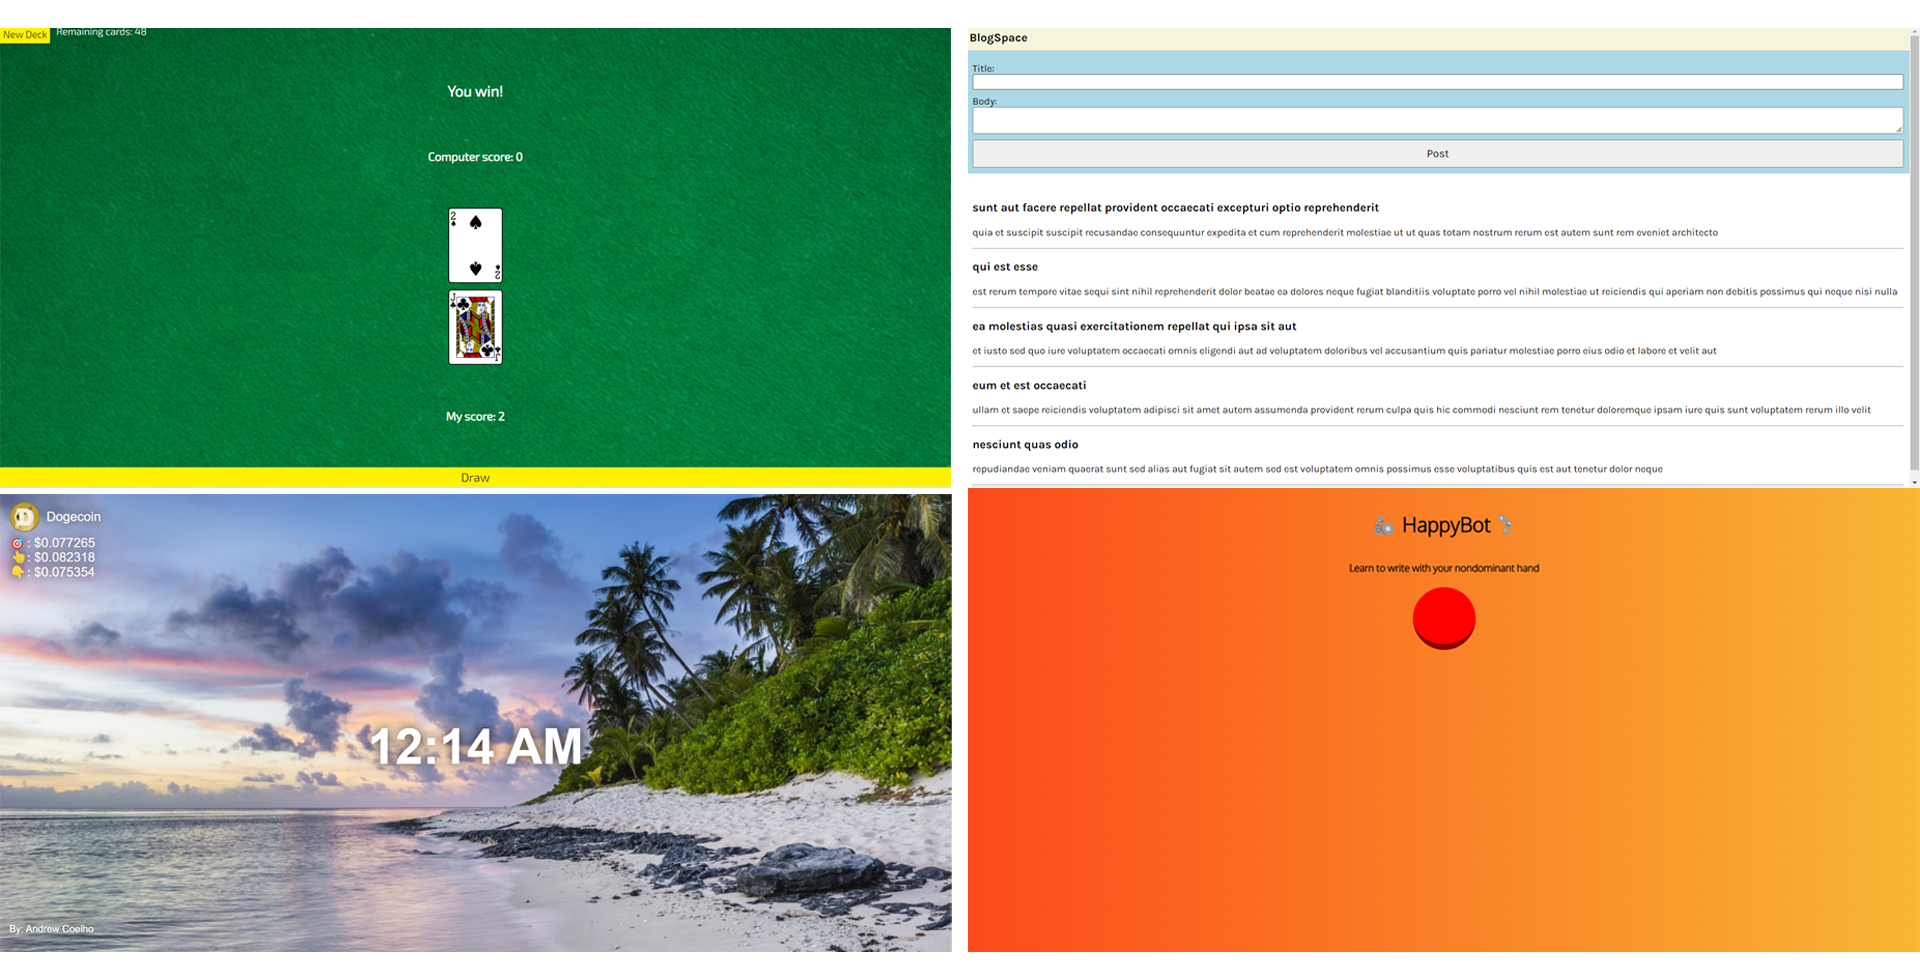 New Deck
Remaining cards: 48
You win!
Computer score: 0
2
2
J
J
My score: 2
Draw
BlogSpace
Title:
Body:
Post
sunt aut facere repellat provident occaecati excepturi optio reprehenderit
quia et suscipit suscipit recusandae consequuntur expedita et cum reprehenderit molestiae ut ut quas totam nostrum rerum est autem sunt rem eveniet architecto
qui est esse
est rerum tempore vitae sequi sint nihil reprehenderit dolor beatae ea dolores neque fugiat blanditiis voluptate porro vel nihil molestiae ut reiciendis qui aperiam non debitis possimus qui neque nisi nulla
ea molestias quasi exercitationem repellat qui ipsa sit aut
et iusto sed quo iure voluptatem occaecati omnis eligendi aut ad voluptatem doloribus vel accusantium quis pariatur molestiae porro eius odio et labore et velit aut
eum et est occaecati
ullam et saepe reiciendis voluptatem adipisci sit amet autem assumenda provident rerum culpa quis hic commodi nesciunt rem tenetur doloremque ipsam iure quis sunt voluptatem rerum illo velit
nesciunt quas odio
repudiandae veniam quaerat sunt sed alias aut fugiat sit autem sed est voluptatem omnis possimus esse voluptatibus quis est aut tenetur dolor neque
Dogecoin
: $0.077265
: $0.082318
: $0.075354
12:14 AM
By: Andrew Coelho
HappyBot
Learn to write with your nondominant hand